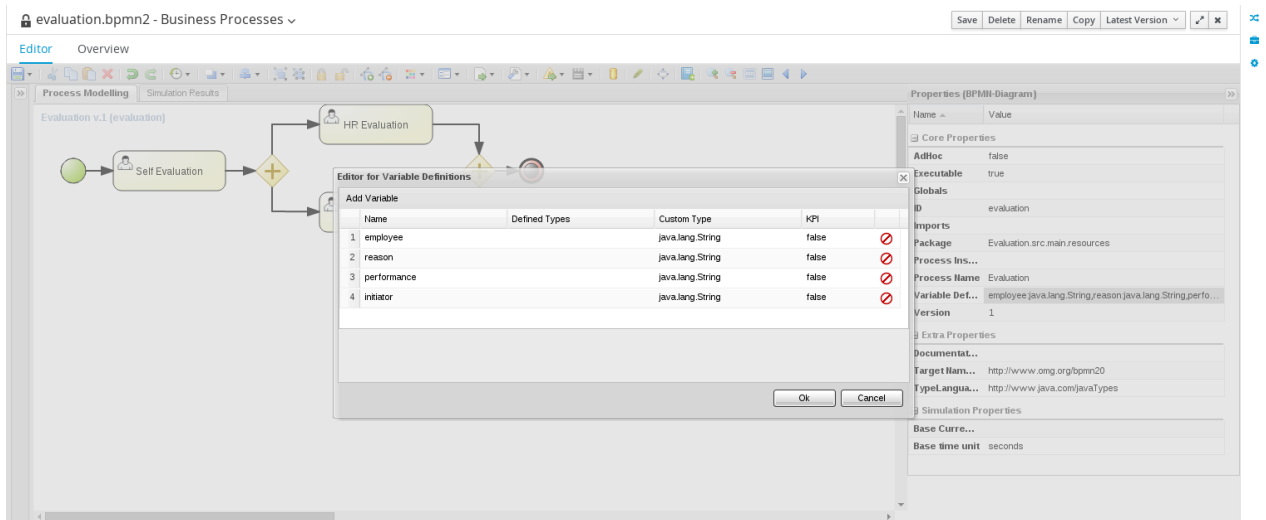 evaluation.bpmn2 - Business Processes
Save Delete Rename Copy Latest Version
Editor Overview
Process Modelling Simulation Results
Evaluation v.1 (evaluation)
Self Evaluation
HR Evaluation
Editor for Variable Definitions
Add Variable
Name Defined Types Custom Type KPI
1 employee java.lang.String false
2 reason java.lang.String false
3 performance java.lang.String false
4 initiator java.lang.String false
Ok Cancel
Properties (BPMN-Diagram)
Name Value
Core Properties
AdHoc false
Executable true
Globals
ID evaluation
Imports
Package Evaluation.src.main.resources
Process Ins...
Process Name Evaluation
Variable Def... employee:java.lang.String,reason:java.lang.String,perfo...
Version 1
Extra Properties
Documentat...
Target Nam... http://www.omg.org/bpmn20
TypeLangua... http://www.java.com/javaTypes
Simulation Properties
Base Curre...
Base time unit seconds